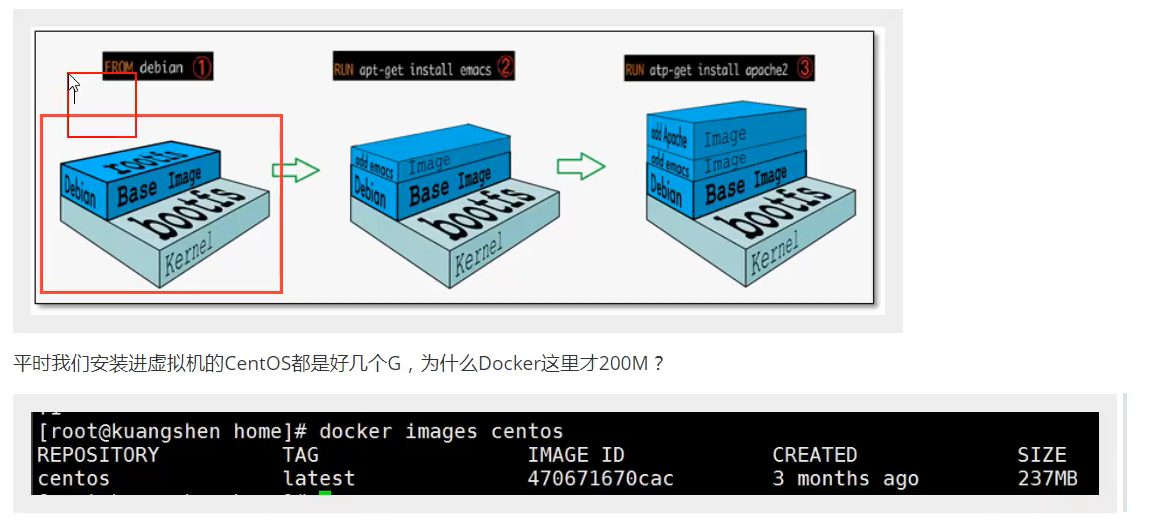 FROM debian ①
RUN apt-get install emacs ②
RUN atp-get install apache2 ③
rootfs
Debian Base Image
bootfs
Kernel
add emacs Image
Debian Base Image
bootfs
Kernel
add Apache Image
add emacs Image
Debian Base Image
bootfs
Kernel
平时我们安装进虚拟机的CentOS都是好几个G，为什么Docker这里才200M？
[root@kuangshen home]# docker images centos
REPOSITORY TAG IMAGE ID CREATED SIZE
centos latest 470671670cac 3 months ago 237MB